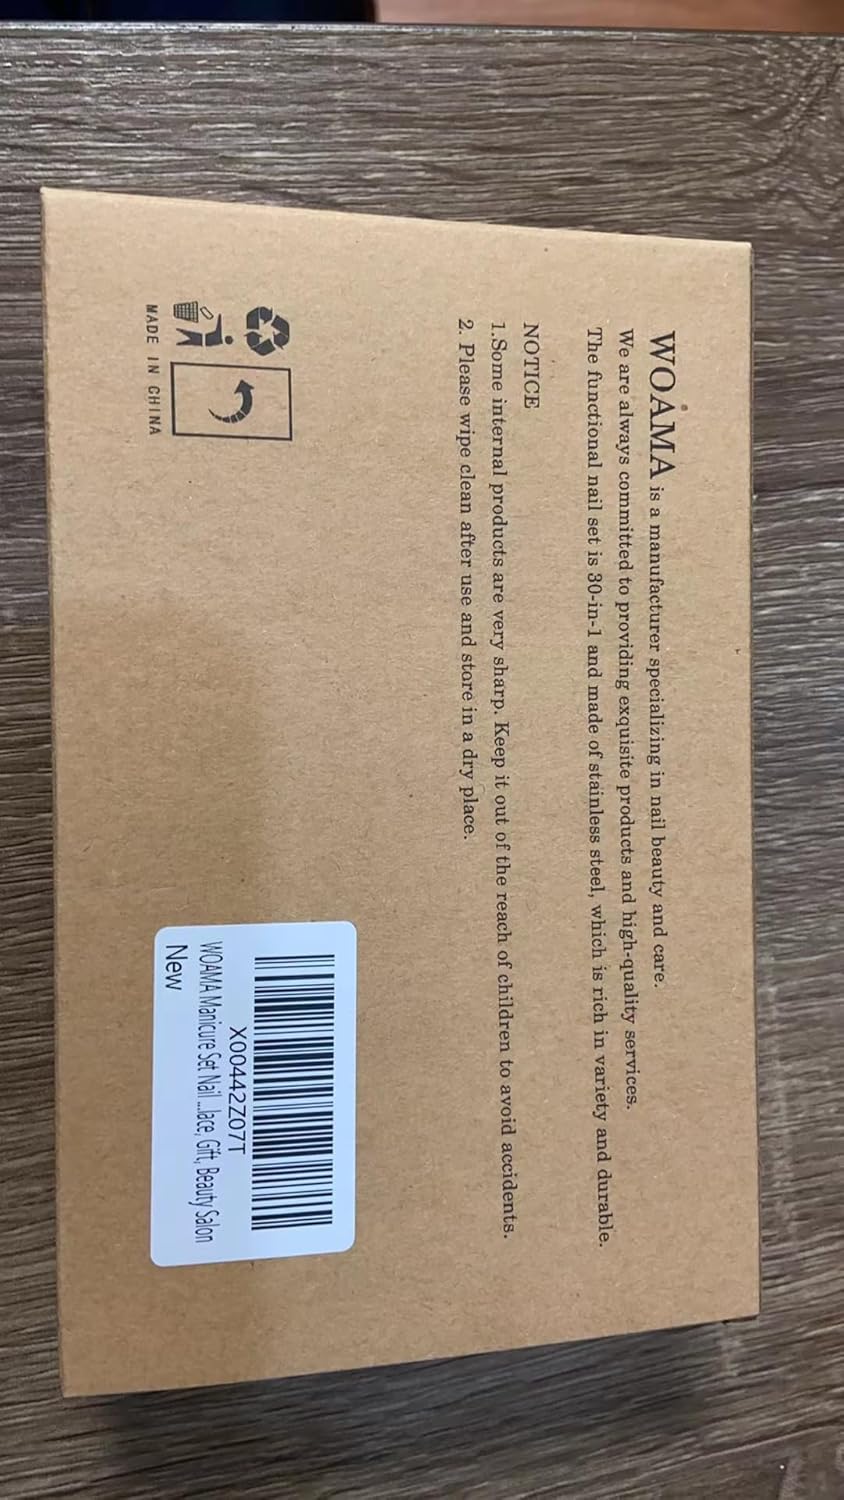 WOAMA is a manufacturer specializing in nail beauty and care.
We are always committed to providing exquisite products and high-quality services.
The functional nail set is 30-in-1 and made of stainless steel, which is rich in variety and durable.
NOTICE
1.Some internal products are very sharp. Keep it out of the reach of children to avoid accidents.
2. Please wipe clean after use and store in a dry place.
MADE IN CHINA
X00442Z07T
WOAMA Manicure Set Nail ...lace, Gift, Beauty Salon
New